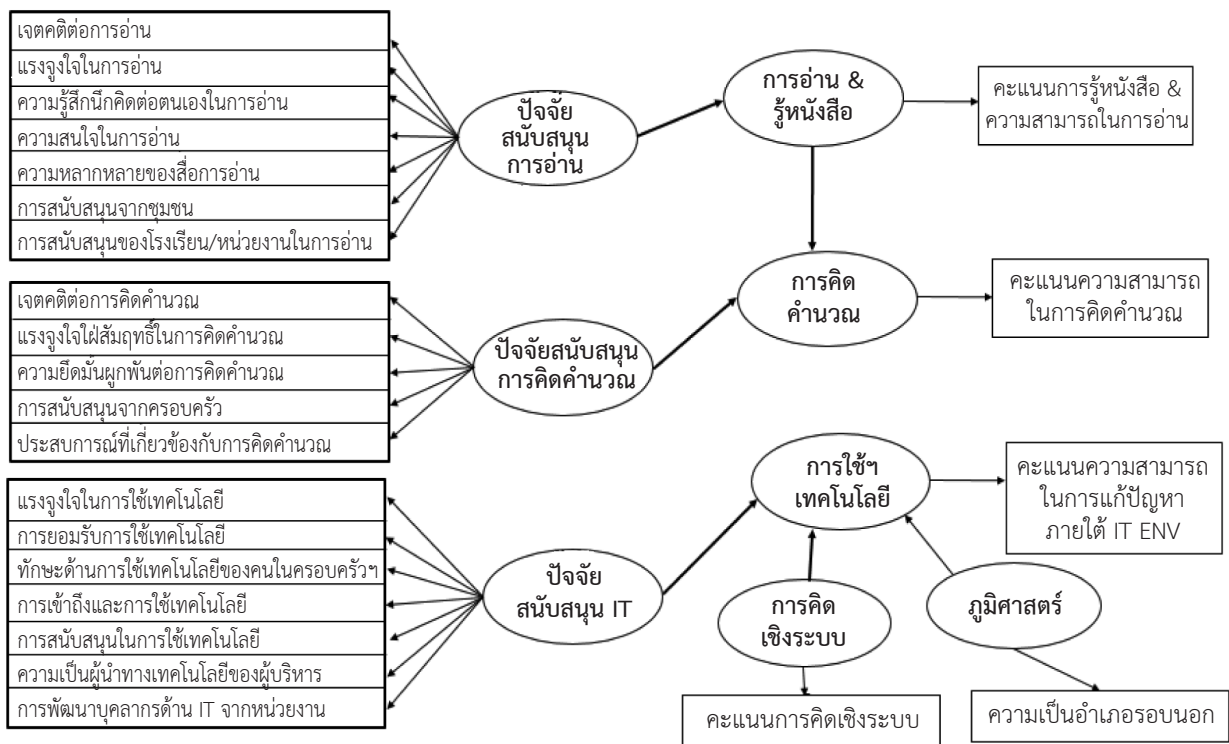 เจตคติต่อการอ่าน
แรงจูงใจในการอ่าน
ความรู้สึกนึกคิดต่อตนเองในการอ่าน
ความสนใจในการอ่าน
ความหลากหลายของสื่อการอ่าน
การสนับสนุนจากชุมชน
การสนับสนุนของโรงเรียน/หน่วยงานในการอ่าน
ปัจจัย
สนับสนุน
การอ่าน
การอ่าน &
รู้หนังสือ
คะแนนการรู้หนังสือ &
ความสามารถในการอ่าน
เจตคติต่อการคิดคำนวณ
แรงจูงใจใฝ่สัมฤทธิ์ในการคิดคำนวณ
ความยึดมั่นผูกพันต่อการคิดคำนวณ
การสนับสนุนจากครอบครัว
ประสบการณ์ที่เกี่ยวข้องกับการคิดคำนวณ
ปัจจัยสนับสนุน
การคิดคำนวณ
การคิด
คำนวณ
คะแนนความสามารถ
ในการคิดคำนวณ
แรงจูงใจในการใช้เทคโนโลยี
การยอมรับการใช้เทคโนโลยี
ทักษะด้านการใช้เทคโนโลยีของคนในครอบครัวฯ
การเข้าถึงและการใช้เทคโนโลยี
การสนับสนุนในการใช้เทคโนโลยี
ความเป็นผู้นำทางเทคโนโลยีของผู้บริหาร
การพัฒนาบุคลากรด้าน IT จากหน่วยงาน
ปัจจัย
สนับสนุน IT
การใช้ฯ
เทคโนโลยี
คะแนนความสามารถ
ในการแก้ปัญหา
ภายใต้ IT ENV
การคิด
เชิงระบบ
ภูมิศาสตร์
คะแนนการคิดเชิงระบบ
ความเป็นอำเภอรอบนอก